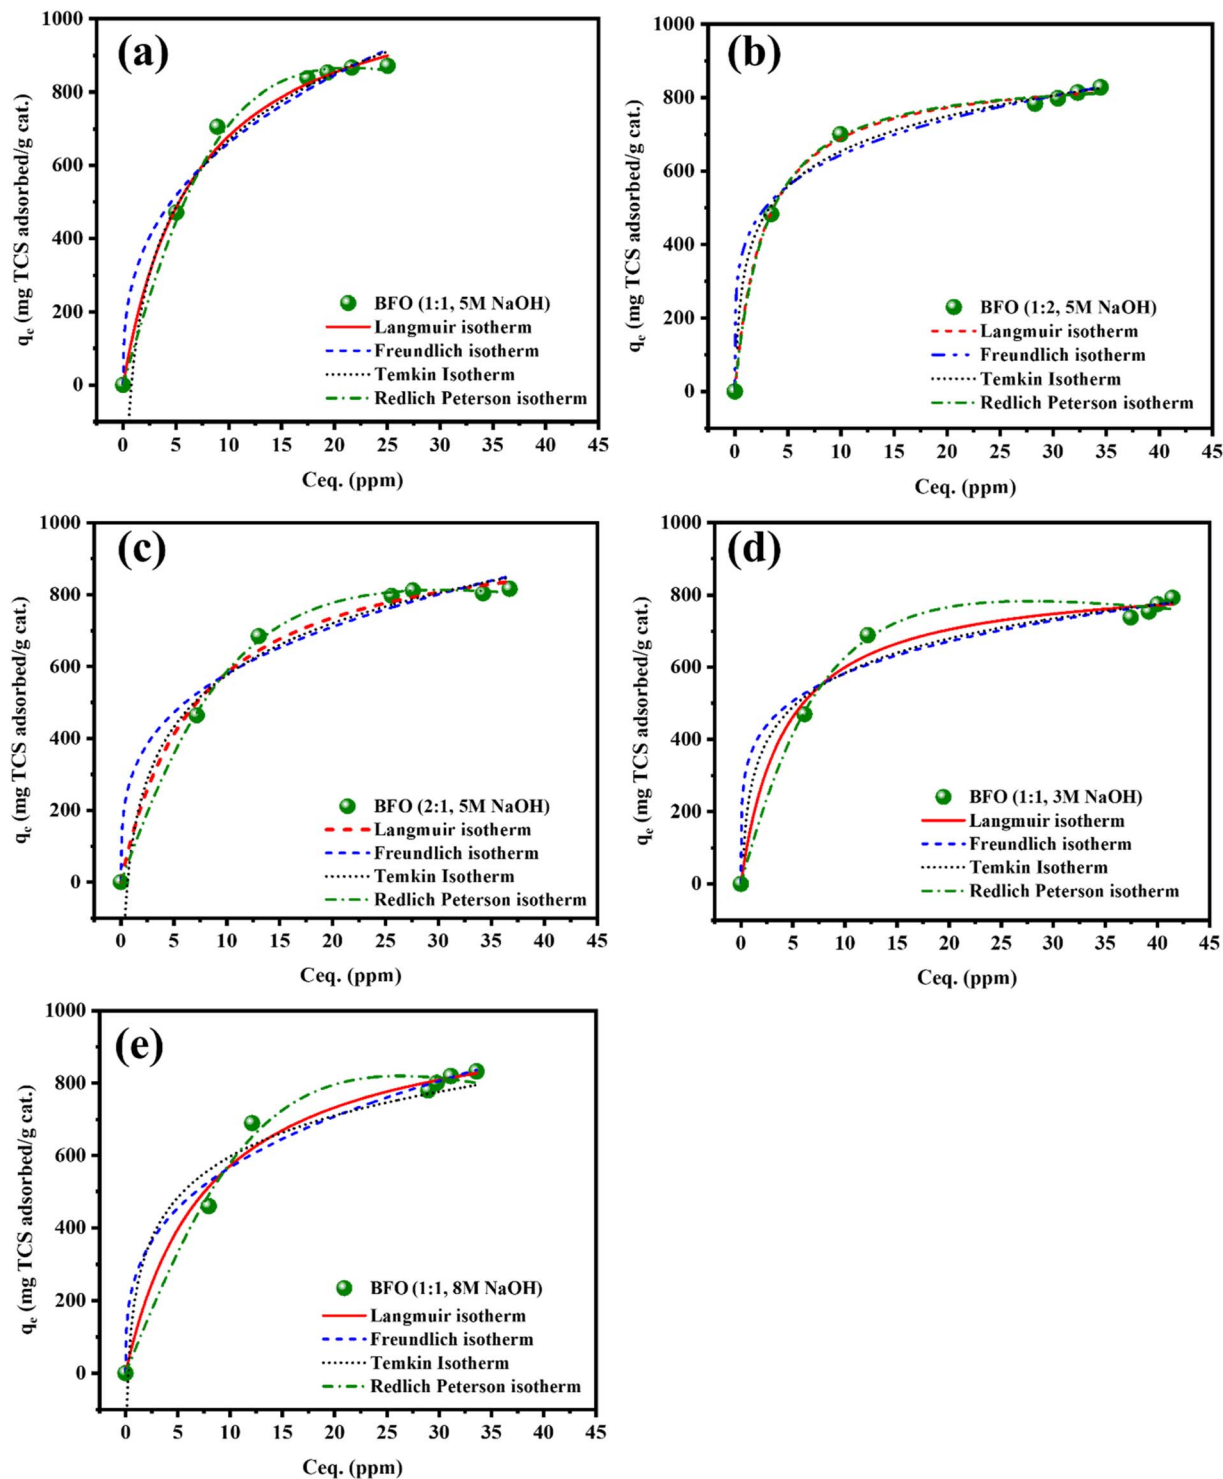 (a)
1000
800
600
400
200
0
qe (mg TCS adsorbed/g cat.)
BFO (1:1, 5M NaOH)
Langmuir isotherm
Freundlich isotherm
Temkin Isotherm
Redlich Peterson isotherm
0 5 10 15 20 25 30 35 40 45
Ceq. (ppm)
(b)
1000
800
600
400
200
0
qe (mg TCS adsorbed/g cat.)
BFO (1:2, 5M NaOH)
Langmuir isotherm
Freundlich isotherm
Temkin Isotherm
Redlich Peterson isotherm
0 5 10 15 20 25 30 35 40 45
Ceq. (ppm)
(c)
1000
800
600
400
200
0
qe (mg TCS adsorbed/g cat.)
BFO (2:1, 5M NaOH)
Langmuir isotherm
Freundlich isotherm
Temkin Isotherm
Redlich Peterson isotherm
0 5 10 15 20 25 30 35 40 45
Ceq. (ppm)
(d)
1000
800
600
400
200
0
qe (mg TCS adsorbed/g cat.)
BFO (1:1, 3M NaOH)
Langmuir isotherm
Freundlich isotherm
Temkin Isotherm
Redlich Peterson isotherm
0 5 10 15 20 25 30 35 40 45
Ceq. (ppm)
(e)
1000
800
600
400
200
0
qe (mg TCS adsorbed/g cat.)
BFO (1:1, 8M NaOH)
Langmuir isotherm
Freundlich isotherm
Temkin Isotherm
Redlich Peterson isotherm
0 5 10 15 20 25 30 35 40 45
Ceq. (ppm)